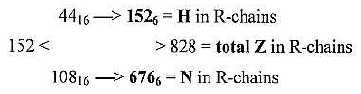 44₁₆ —> 152₆ = H in R-chains
152 < > 828 = total Z in R-chains
108₁₆ —> 676₆ – N in R-chains